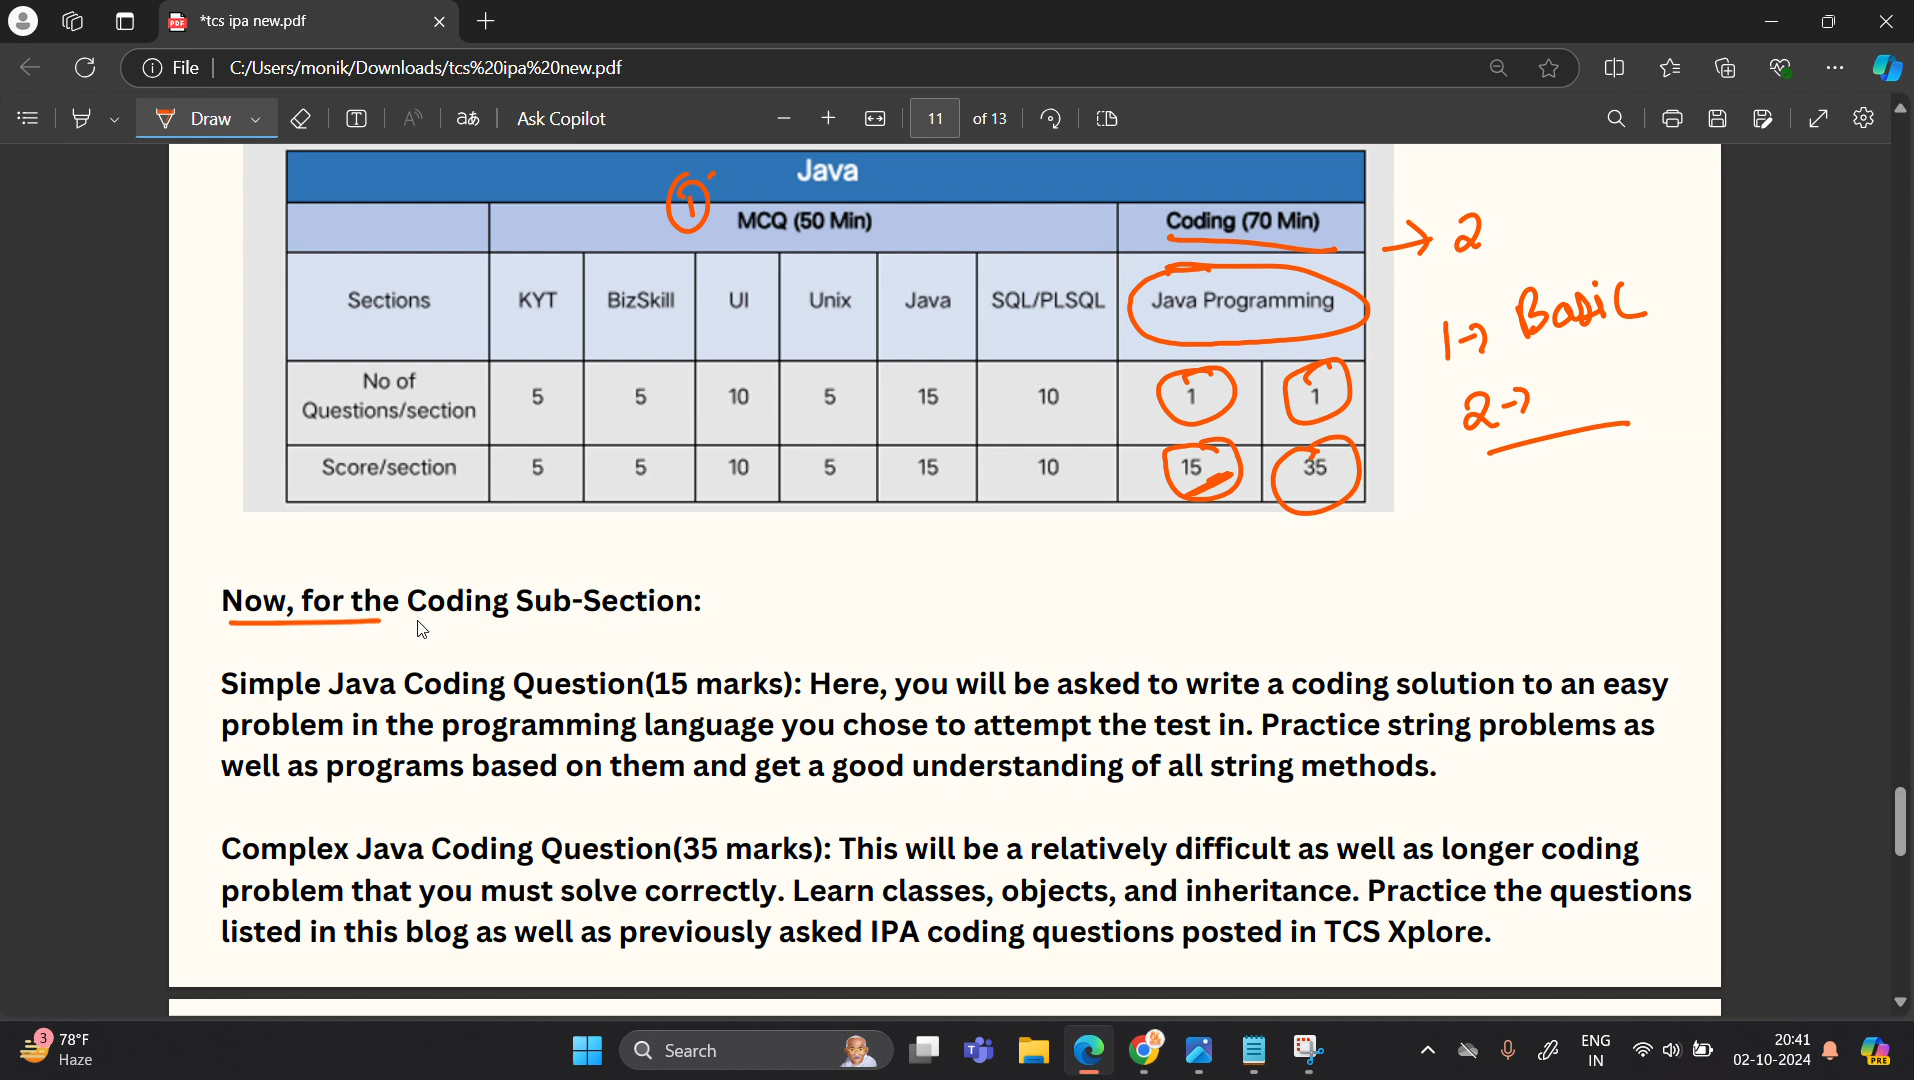 *tcs ipa new.pdf
File C:/Users/monik/Downloads/tcs%20ipa%20new.pdf
Draw
aあ
Ask Copilot
11 of 13
Java
MCQ (50 Min) Coding (70 Min)
Sections KYT BizSkill UI Unix Java SQL/PLSQL Java Programming
No of
Questions/section 5 5 10 5 15 10 1 1
Score/section 5 5 10 5 15 10 15 35
1
→ 2
1→ Basic
2→
Now, for the Coding Sub-Section:
Simple Java Coding Question(15 marks): Here, you will be asked to write a coding solution to an easy
problem in the programming language you chose to attempt the test in. Practice string problems as
well as programs based on them and get a good understanding of all string methods.
Complex Java Coding Question(35 marks): This will be a relatively difficult as well as longer coding
problem that you must solve correctly. Learn classes, objects, and inheritance. Practice the questions
listed in this blog as well as previously asked IPA coding questions posted in TCS Xplore.
3
78°F
Haze
Search
ENG
IN
20:41
02-10-2024
PRE